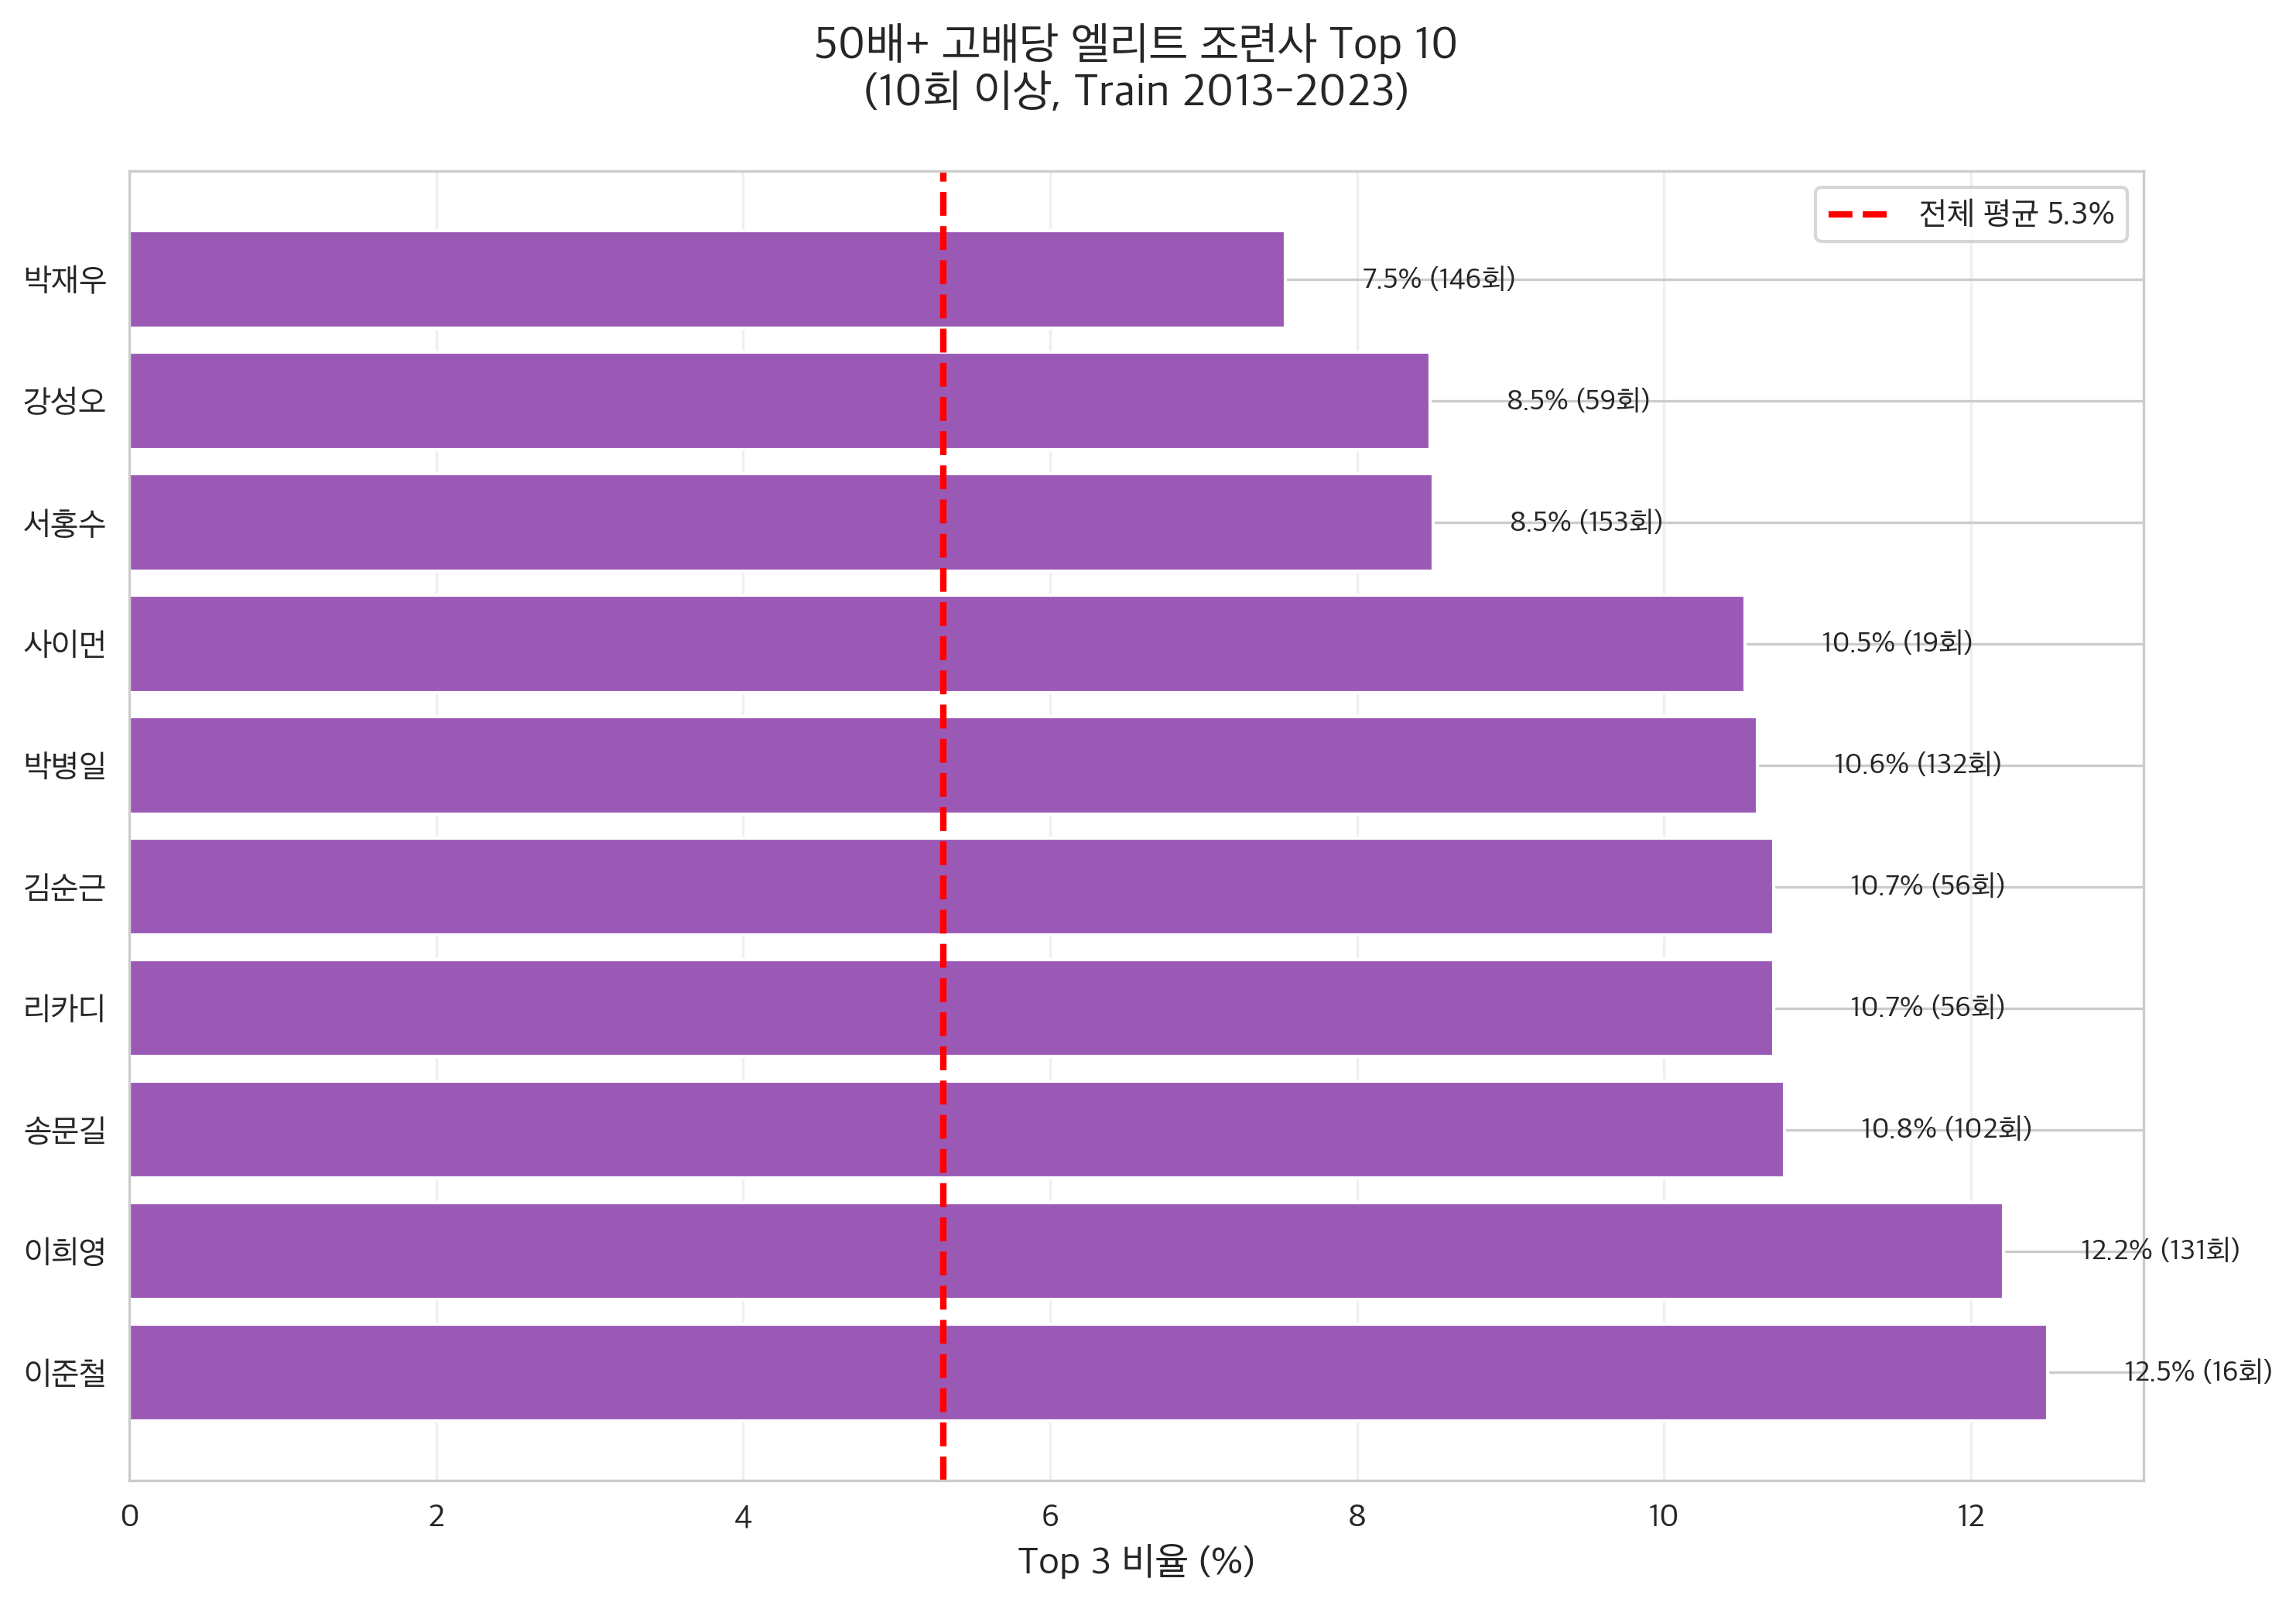 50배+ 고배당 엘리트 조련사 Top 10
(10회 이상, Train 2013-2023)
전체 평균 5.3%
박재우 7.5% (146회)
강성오 8.5% (59회)
서홍수 8.5% (153회)
사이먼 10.5% (19회)
박병일 10.6% (132회)
김순근 10.7% (56회)
리카디 10.7% (56회)
송문길 10.8% (102회)
이희영 12.2% (131회)
이준철 12.5% (16회)
0 2 4 6 8 10 12
Top 3 비율 (%)